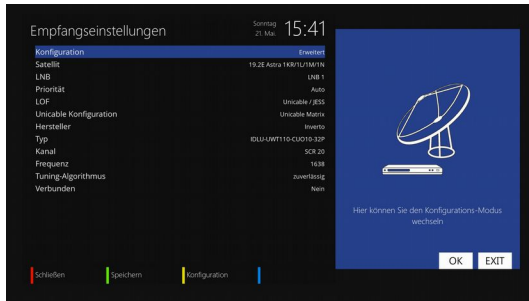 Empfangseinstellungen
Sonntag
21. Mai.
15:41
Konfiguration Erweitert
Satellit 19.2E Astra 1KR/1L/1M/1N
LNB LNB 1
Priorität Auto
LOF Unicable / JESS
Unicable Konfiguration Unicable Matrix
Hersteller Inverto
Typ IDLU-UWT110-CUO10-32P
Kanal SCR 20
Frequenz 1638
Tuning-Algorithmus zuverlässig
Verbunden Nein
Hier können Sie den Konfigurations-Modus
wechseln
OK EXIT
Schließen Speichern Konfiguration